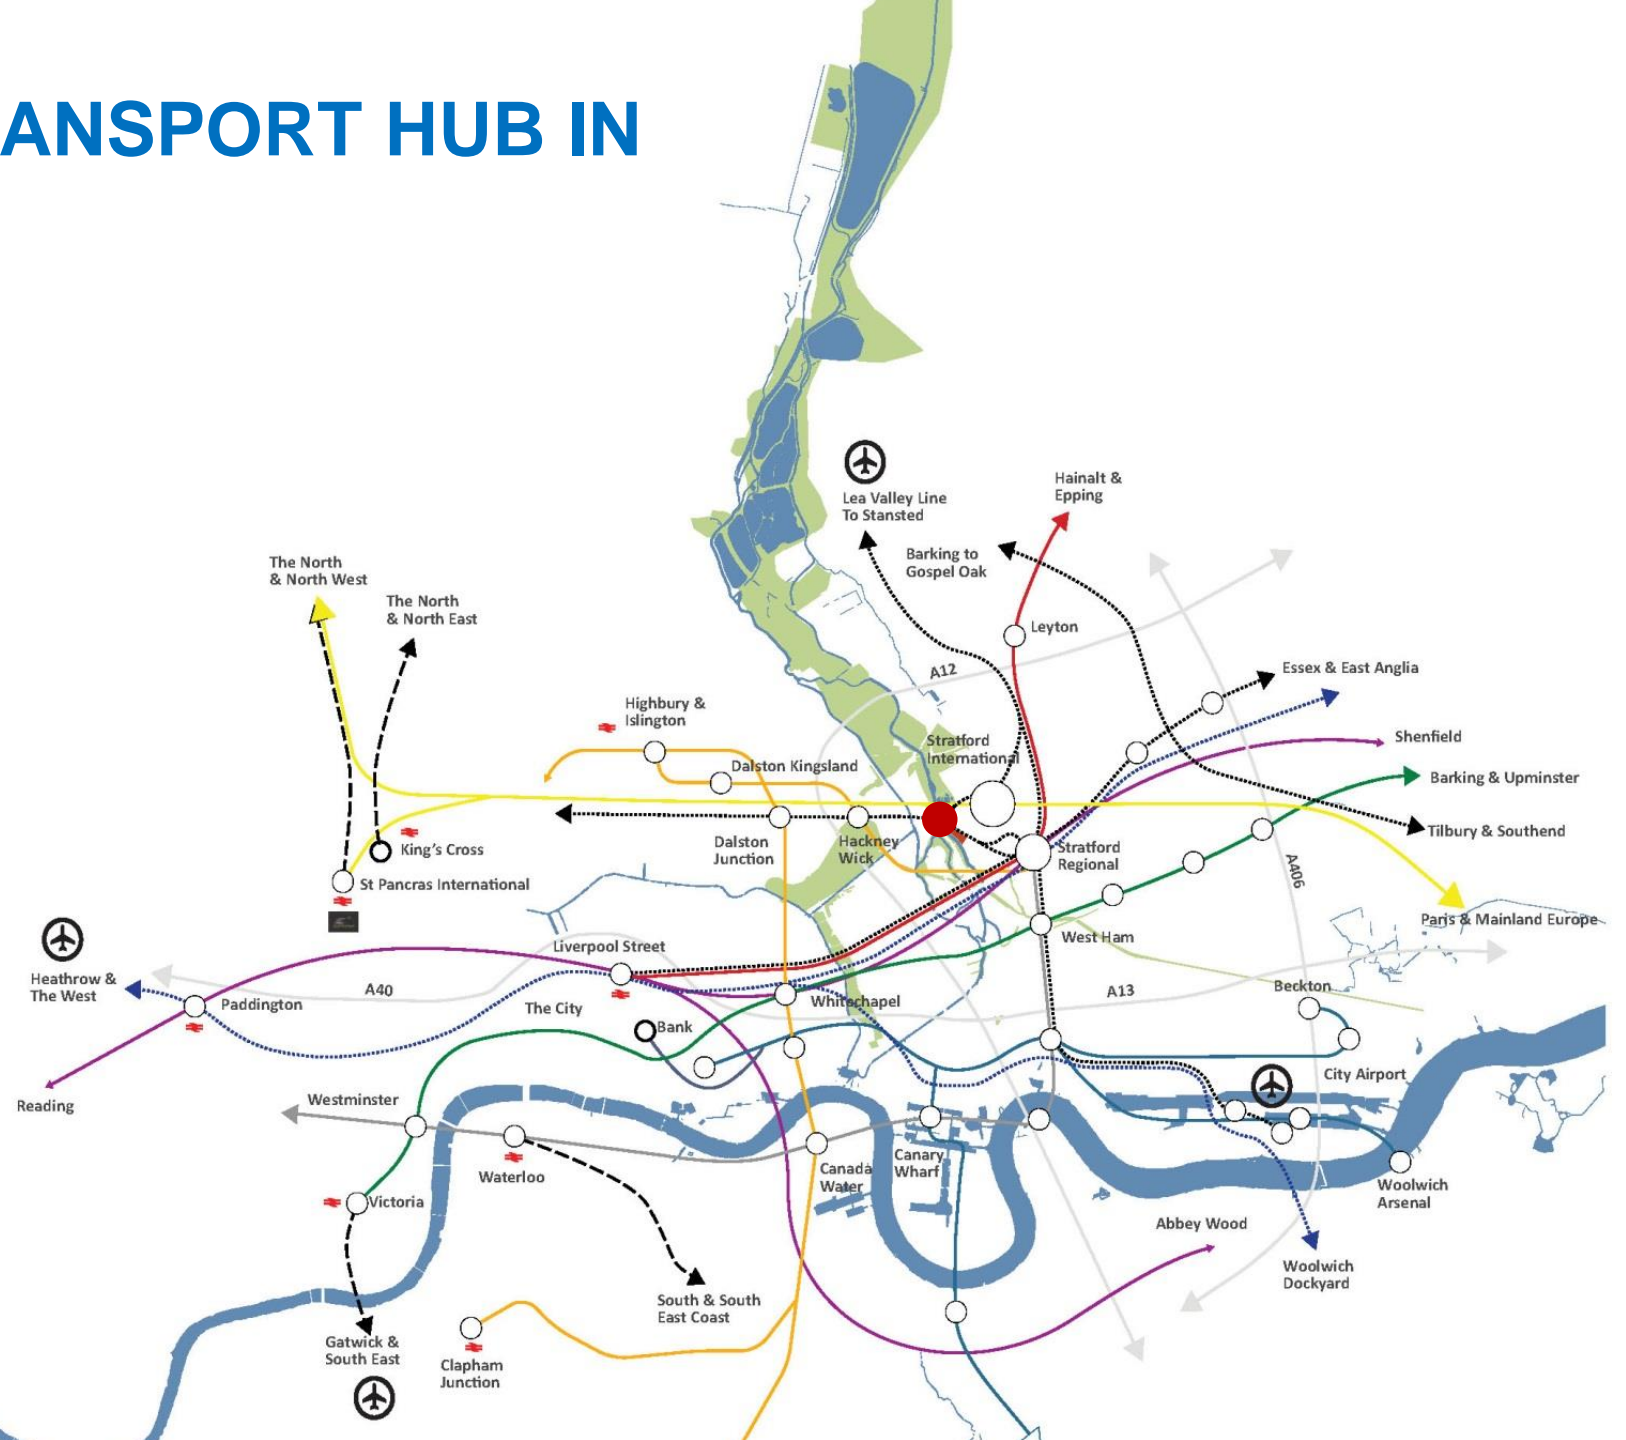 ANSPORT HUB IN
Hainalt &
Epping
Lea Valley Line
To Stansted
Barking to
Gospel Oak
The North
& North West
The North
& North East
Leyton
Essex & East Anglia
A12
Highbury &
Islington
Stratford
International
Shenfield
Dalston Kingsland
Barking & Upminster
Tilbury & Southend
Dalston
Junction
Hackney
Wick
King's Cross
Stratford
Regional
St Pancras International
A406
Paris & Mainland Europe
West Ham
Liverpool Street
Heathrow &
The West
A40
Paddington
The City
Whitechapel
A13
Beckton
Bank
City Airport
Reading
Westminster
Waterloo
Canada
Water
Canary
Wharf
Woolwich
Arsenal
Victoria
Abbey Wood
Woolwich
Dockyard
South & South
East Coast
Gatwick &
South East
Clapham
Junction